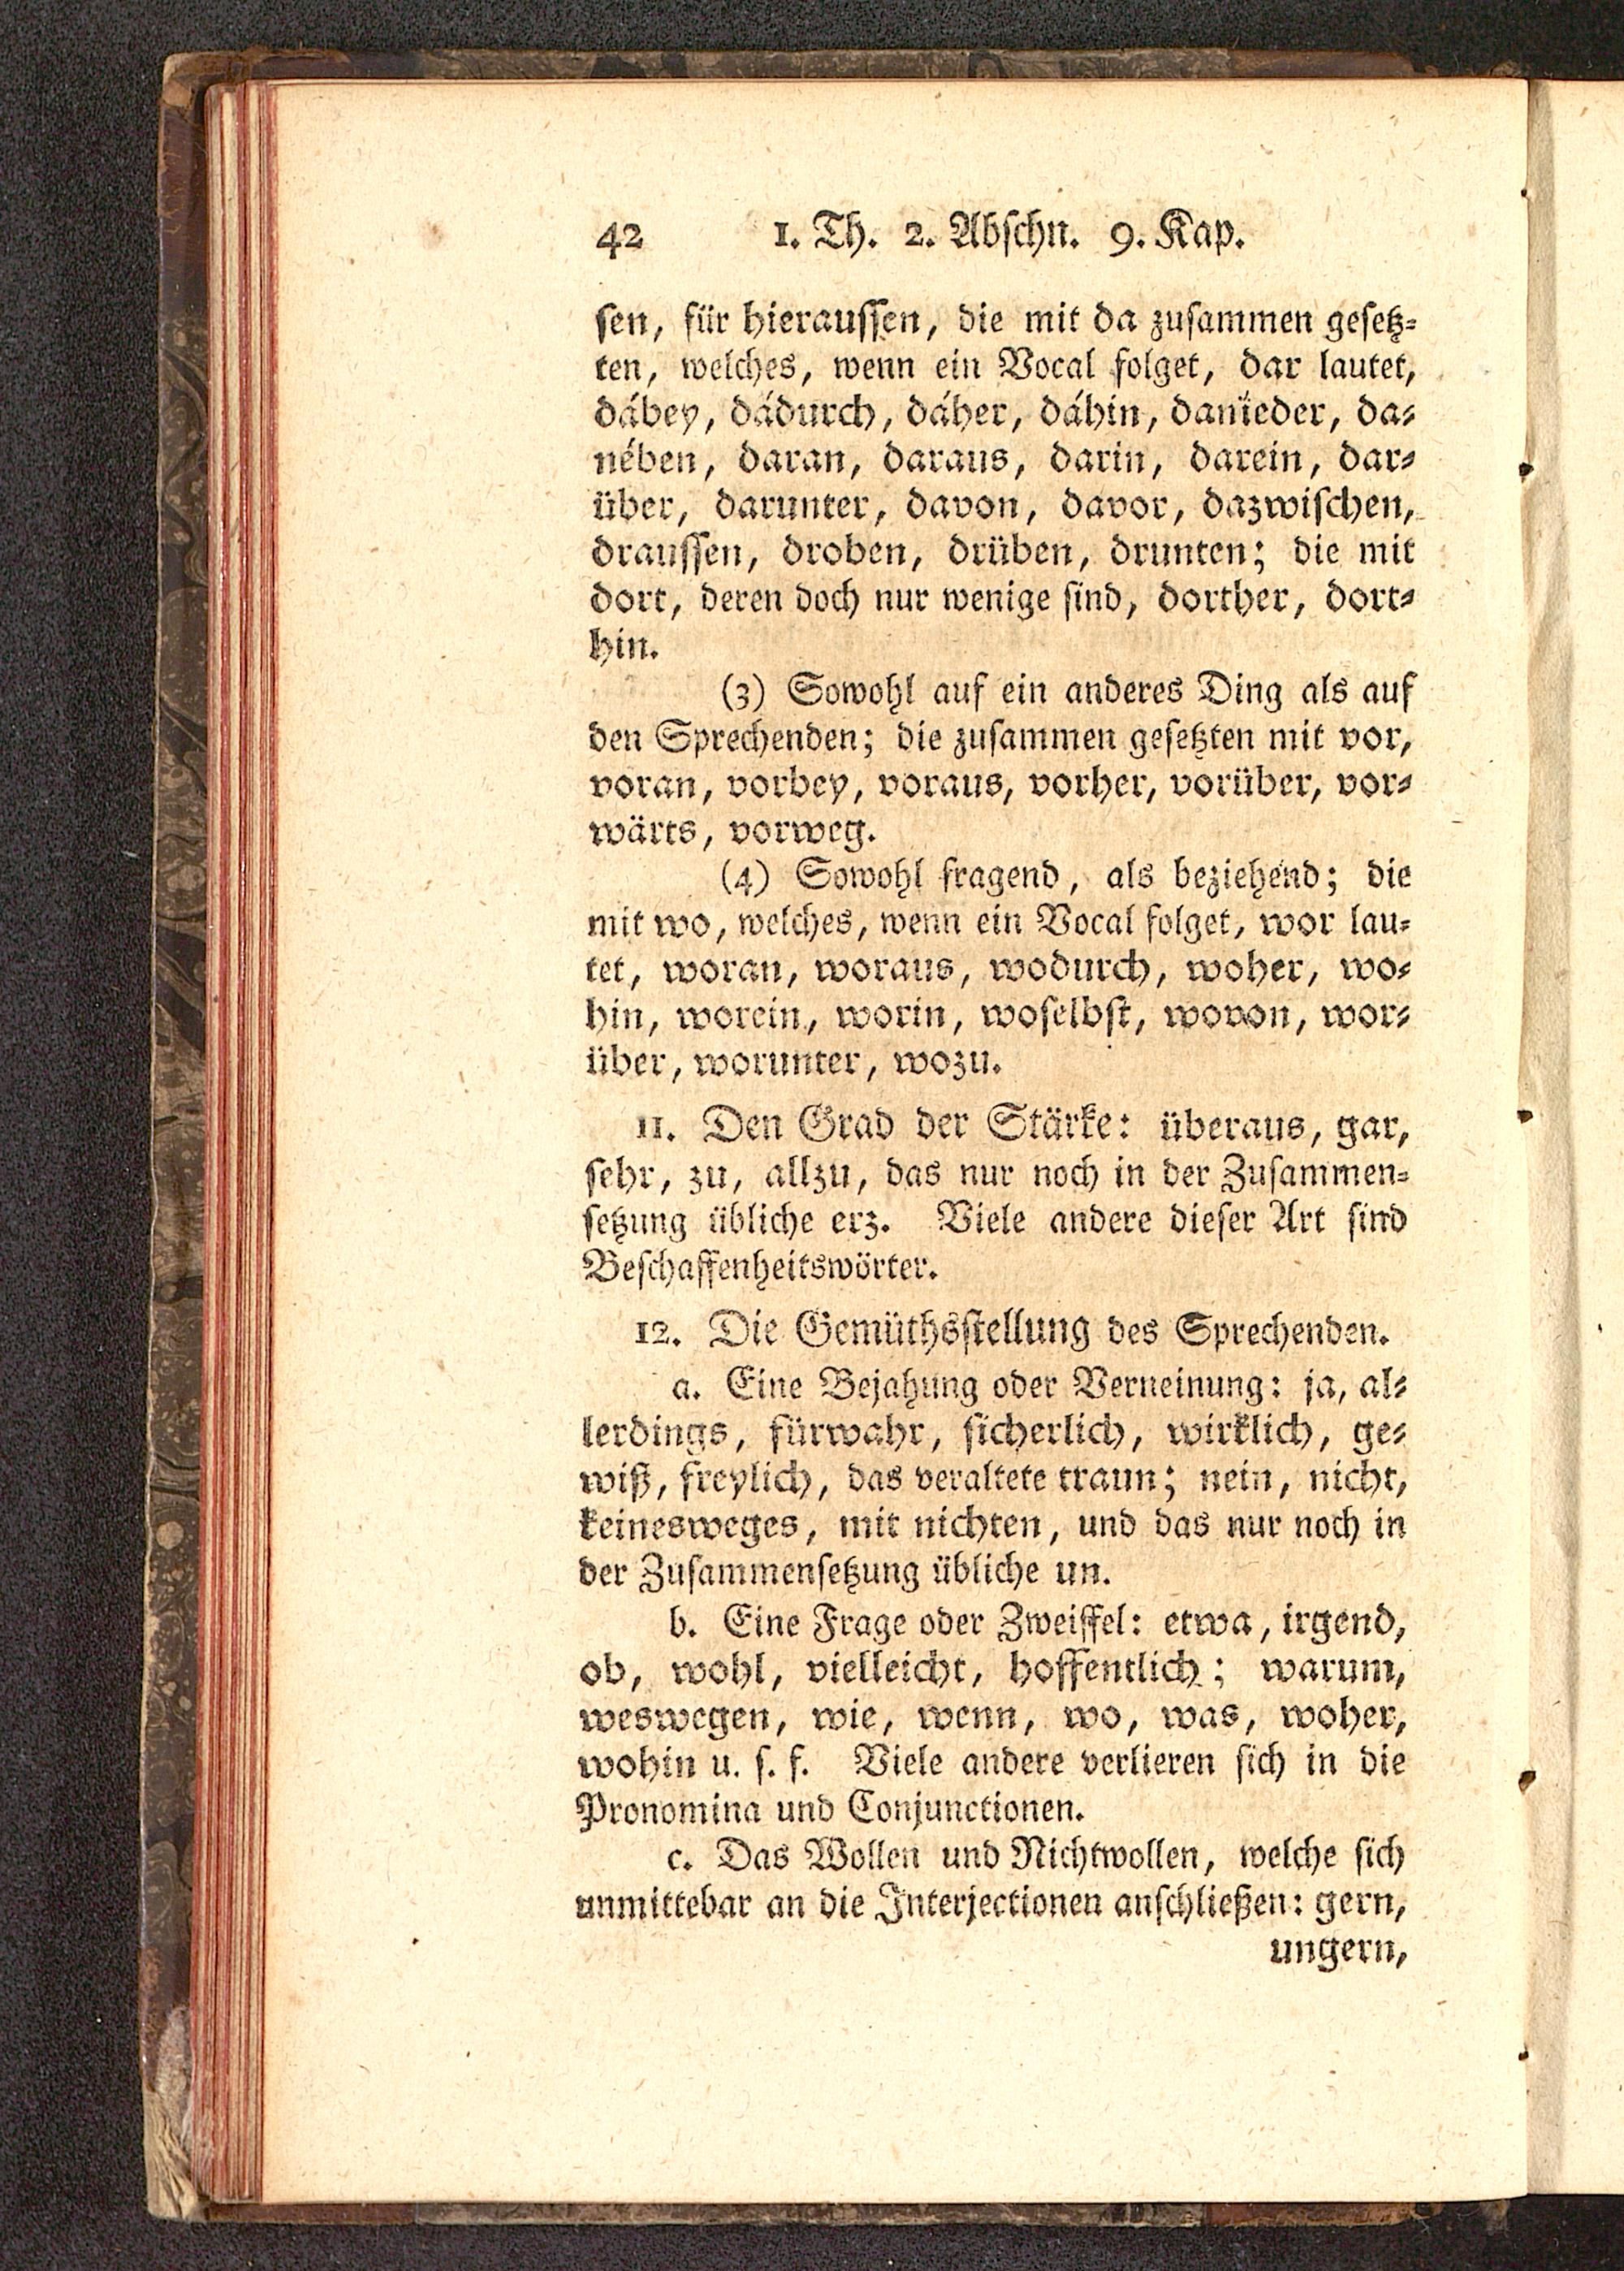 42 1. Th. 2. Abschn. 9. Kap.
sen, für hieraussen, die mit da zusammen gesetz-
ten, welches, wenn ein Vocal folget, dar lautet,
dábey, dádurch, dáher, dáhin, danieder, da-
nében, daran, daraus, darin, darein, dar-
über, darunter, davon, davor, dazwischen,
draussen, droben, drüben, drunten; die mit
dort, deren doch nur wenige sind, dorther, dort-
hin.
(3) Sowohl auf ein anderes Ding als auf
den Sprechenden; die zusammen gesetzten mit vor,
voran, vorbey, voraus, vorher, vorüber, vor-
wärts, vorweg.
(4) Sowohl fragend, als beziehend; die
mit wo, welches, wenn ein Vocal folget, wor lau-
tet, woran, woraus, wodurch, woher, wo-
hin, worein, worin, woselbst, wovon, wor-
über, worunter, wozu.
11. Den Grad der Stärke: überaus, gar,
sehr, zu, allzu, das nur noch in der Zusammen-
setzung übliche erz. Viele andere dieser Art sind
Beschaffenheitswörter.
12. Die Gemüthsstellung des Sprechenden.
a. Eine Bejahung oder Verneinung: ja, al-
lerdings, fürwahr, sicherlich, wirklich, ge-
wiß, freylich, das veraltete traun; nein, nicht,
keinesweges, mit nichten, und das nur noch in
der Zusammensetzung übliche un.
b. Eine Frage oder Zweiffel: etwa, irgend,
ob, wohl, vielleicht, hoffentlich; warum,
weswegen, wie, wenn, wo, was, woher,
wohin u. s. f. Viele andere verlieren sich in die
Pronomina und Conjunctionen.
c. Das Wollen und Nichtwollen, welche sich
unmittebar an die Interjectionen anschließen: gern,
ungern,